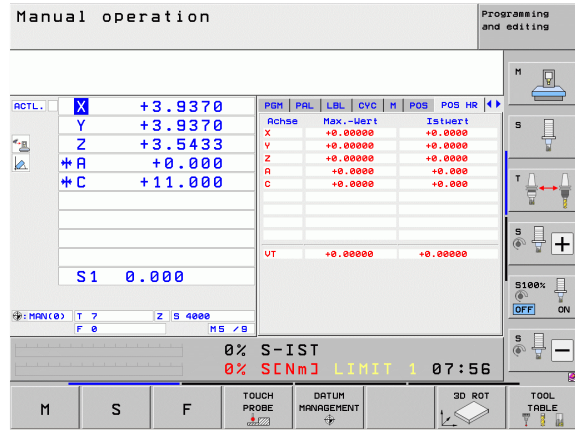 Manual operation
Programming
and editing
ACTL. X +3.9370
Y +3.9370
Z +3.5433
A +0.000
C +11.000
S1 0.000
:MAN(0) T 7 Z S 4000
F 0 M5 /9
PGM PAL LBL CYC M POS POS HR
Achse Max.-Wert Istwert
X +0.00000 +0.0000
Y +0.00000 +0.0000
Z +0.00000 +0.0000
A +0.0000 +0.000
C +0.0000 +0.000
VT +0.00000 +0.00000
0% S-IST
0% S[Nm] LIMIT 1 07:56
M
S
T
S
S100%
OFF ON
S
M
S
F
TOUCH
PROBE
DATUM
MANAGEMENT
3D ROT
TOOL
TABLE